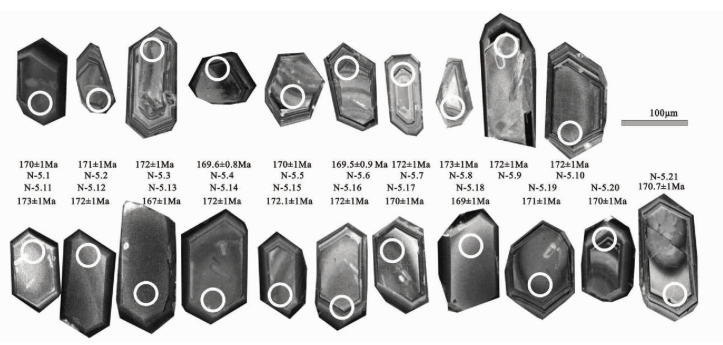 100μm
170±1Ma 171±1Ma 172±1Ma 169.6±0.8Ma 170±1Ma 169.5±0.9 Ma 172±1Ma 173±1Ma 172±1Ma 172±1Ma
N-5.1 N-5.2 N-5.3 N-5.4 N-5.5 N-5.6 N-5.7 N-5.8 N-5.9 N-5.10
N-5.11 N-5.12 N-5.13 N-5.14 N-5.15 N-5.16 N-5.17 N-5.18 N-5.19 N-5.20 N-5.21
173±1Ma 172±1Ma 167±1Ma 172±1Ma 172.1±1Ma 172±1Ma 170±1Ma 169±1Ma 171±1Ma 170±1Ma 170.7±1Ma